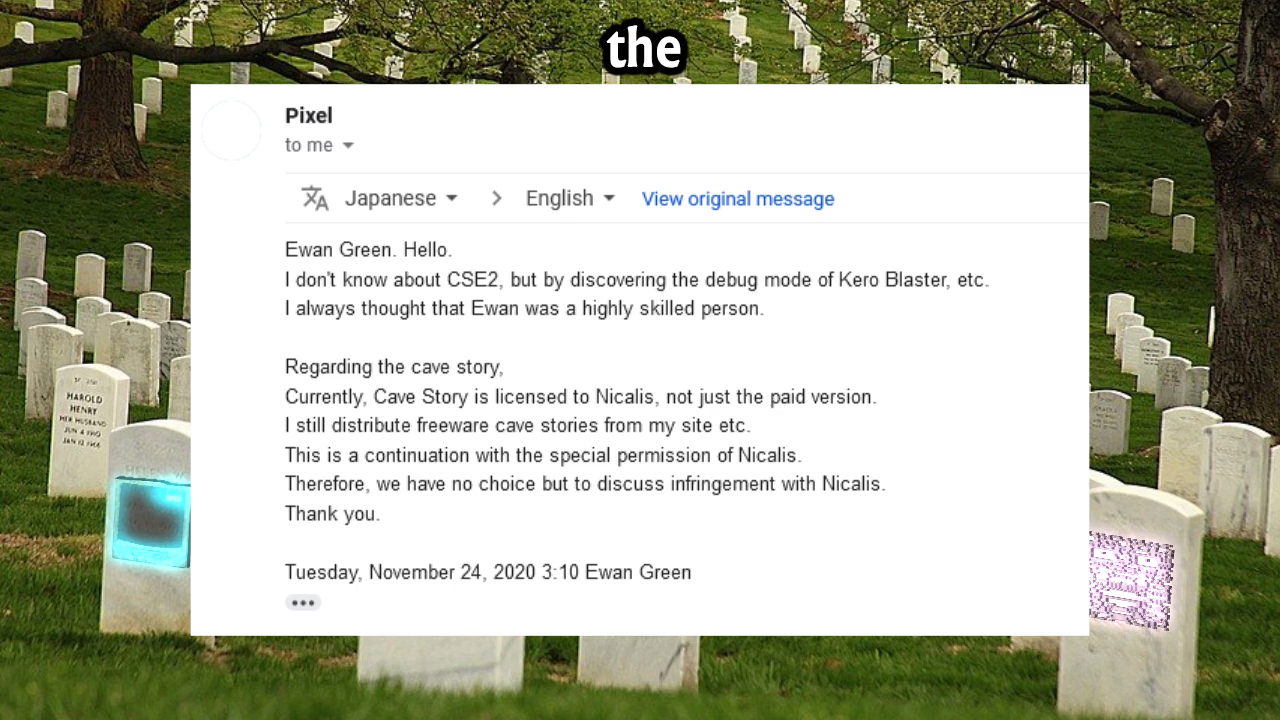 the
Pixel
to me
Japanese > English View original message
Ewan Green. Hello.
I don't know about CSE2, but by discovering the debug mode of Kero Blaster, etc.
I always thought that Ewan was a highly skilled person.
Regarding the cave story,
Currently, Cave Story is licensed to Nicalis, not just the paid version.
I still distribute freeware cave stories from my site etc.
This is a continuation with the special permission of Nicalis.
Therefore, we have no choice but to discuss infringement with Nicalis.
Thank you.
Tuesday, November 24, 2020 3:10 Ewan Green
•••
HAROLD
HENRY
HER HUSBAND